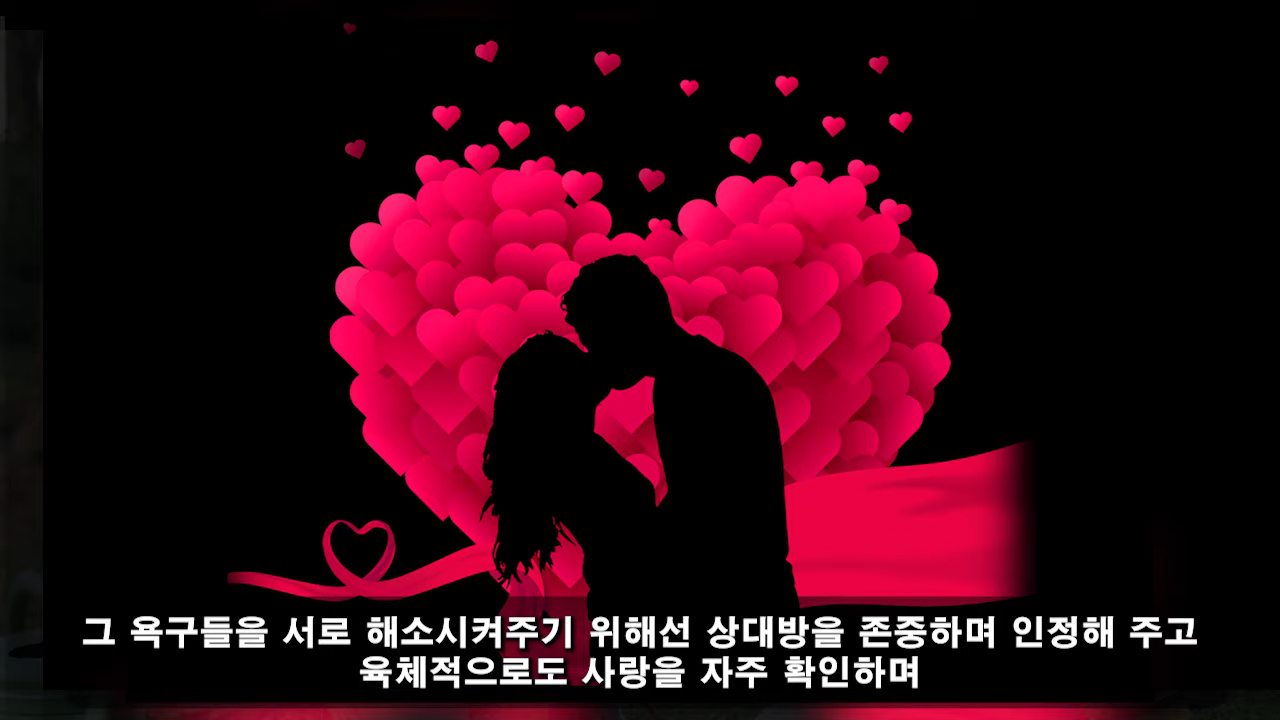 그 욕구들을 서로 해소시켜주기 위해선 상대방을 존중하며 인정해 주고
육체적으로도 사랑을 자주 확인하며